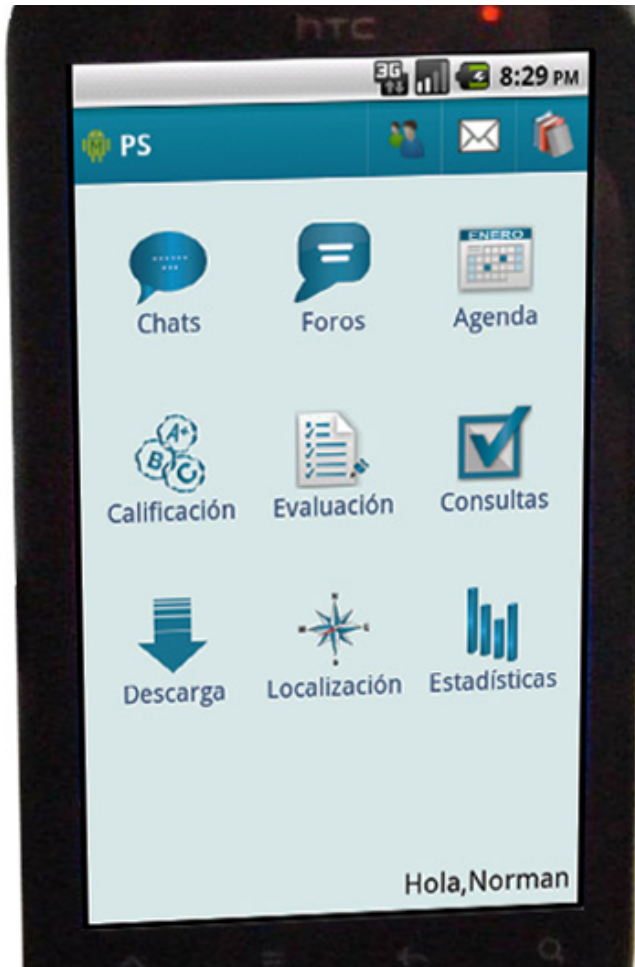 hTC
3G 8:29 PM
M PS
ENERO
Chats Foros Agenda
A+
B C
Calificación Evaluación Consultas
Descarga Localización Estadísticas
Hola,Norman